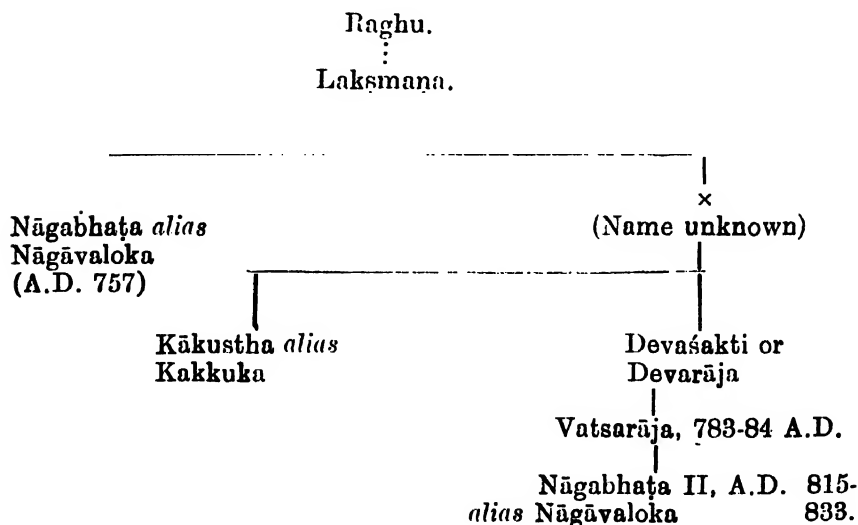 Raghu.
Lakṣmaṇa.
×
Nāgabhaṭa alias (Name unknown)
Nāgāvaloka
(A.D. 757)
Kākustha alias Devaśakti or
Kakkuka Devarāja
Vatsarāja, 783-84 A.D.
Nāgabhaṭa II, A.D. 815-
alias Nāgāvaloka 833.